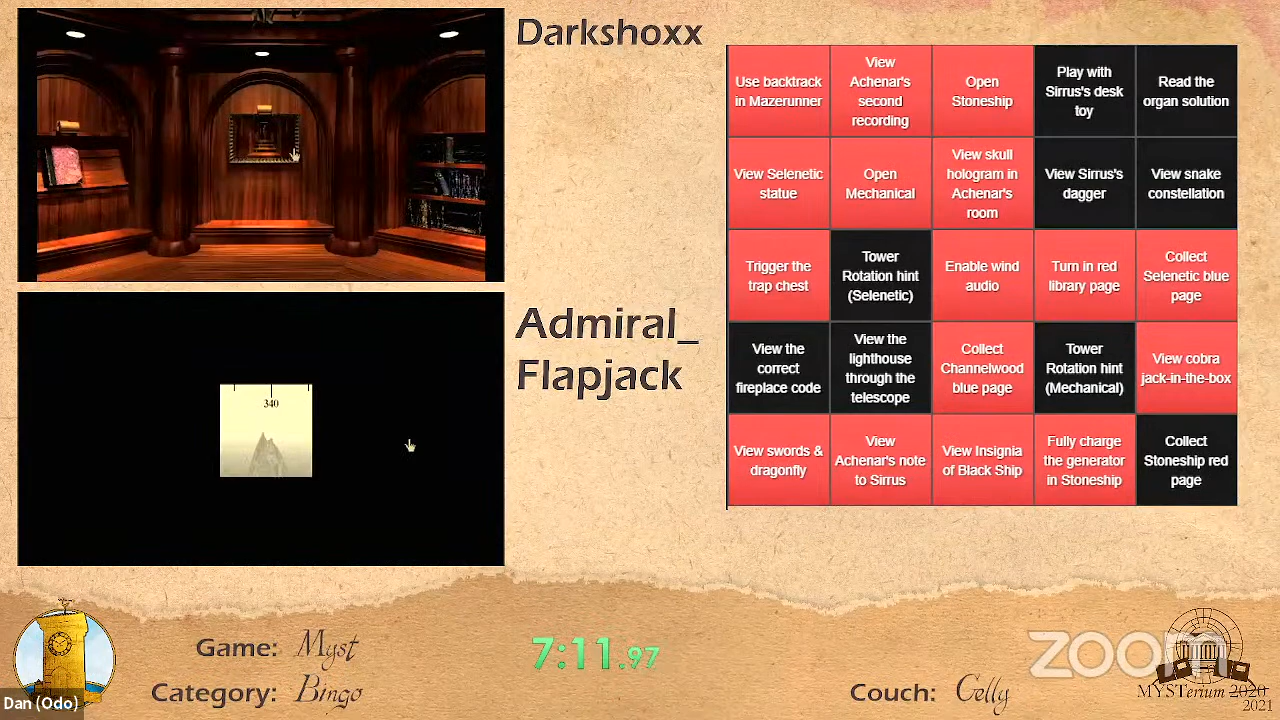 Darkshoxx
Admiral_
Flapjack
340
Use backtrack
in Mazerunner
View
Achenar's
second
recording
Open
Stoneship
Play with
Sirrus's desk
toy
Read the
organ solution
View Selenetic
statue
Open
Mechanical
View skull
hologram in
Achenar's
room
View Sirrus's
dagger
View snake
constellation
Trigger the
trap chest
Tower
Rotation hint
(Selenetic)
Enable wind
audio
Turn in red
library page
Collect
Selenetic blue
page
View the
correct
fireplace code
View the
lighthouse
through the
telescope
Collect
Channelwood
blue page
Tower
Rotation hint
(Mechanical)
View cobra
jack-in-the-box
View swords &
dragonfly
View
Achenar's note
to Sirrus
View Insignia
of Black Ship
Fully charge
the generator
in Stoneship
Collect
Stoneship red
page
Game: Myst
Category: Bingo
7:11.97
Couch: Celly
zoom
MYSTerium 2020
2021
Dan (Odo)